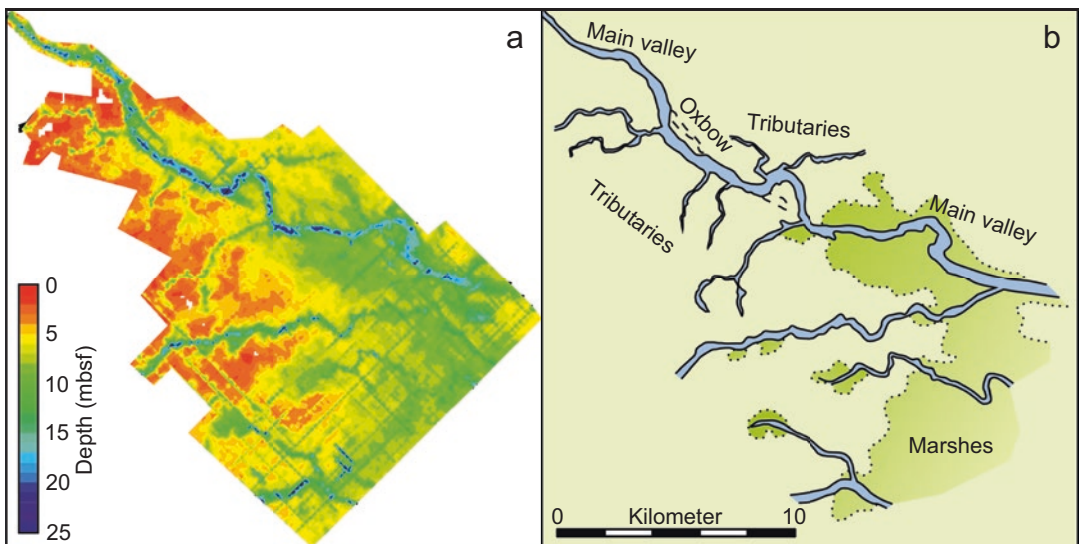 a
0
5
10
15
20
25
Depth (mbsf)
b
Main valley
Oxbow
Tributaries
Tributaries
Main valley
Marshes
0 Kilometer 10